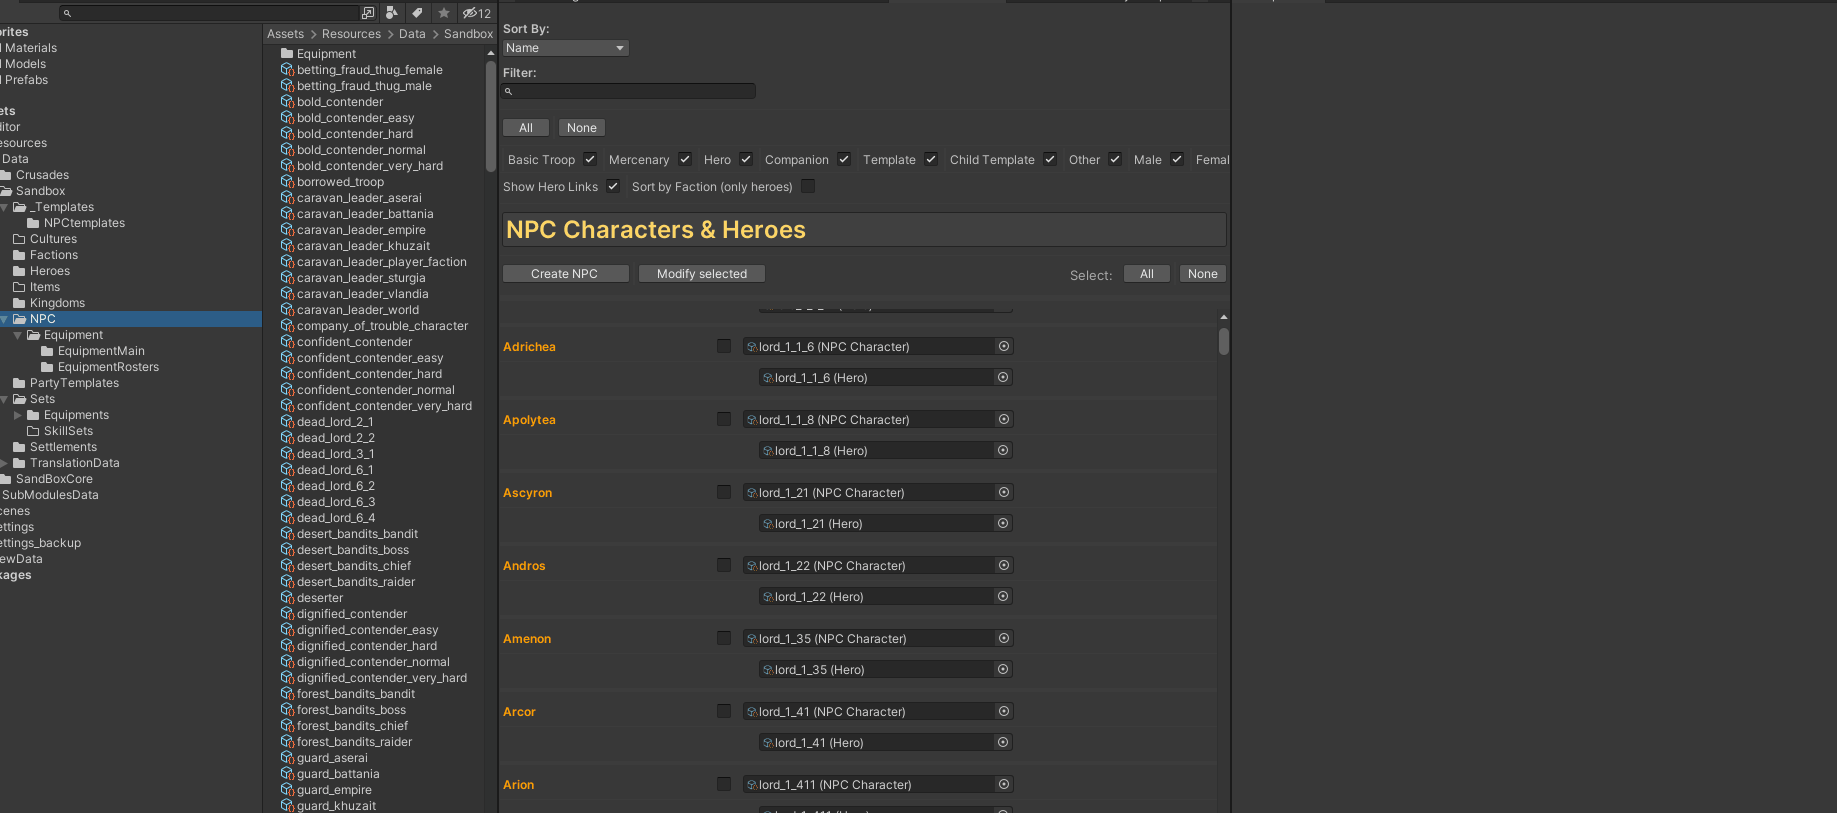 12
orites
l Materials
l Models
l Prefabs
ets
ditor
esources
Data
Crusades
Sandbox
_Templates
NPCtemplates
Cultures
Factions
Heroes
Items
Kingdoms
NPC
Equipment
EquipmentMain
EquipmentRosters
PartyTemplates
Sets
Equipments
SkillSets
Settlements
TranslationData
SandBoxCore
SubModulesData
cenes
ettings
ettings_backup
ewData
kages
Assets > Resources > Data > Sandbox
Equipment
betting_fraud_thug_female
betting_fraud_thug_male
bold_contender
bold_contender_easy
bold_contender_hard
bold_contender_normal
bold_contender_very_hard
borrowed_troop
caravan_leader_aserai
caravan_leader_battania
caravan_leader_empire
caravan_leader_khuzait
caravan_leader_player_faction
caravan_leader_sturgia
caravan_leader_vlandia
caravan_leader_world
company_of_trouble_character
confident_contender
confident_contender_easy
confident_contender_hard
confident_contender_normal
confident_contender_very_hard
dead_lord_2_1
dead_lord_2_2
dead_lord_3_1
dead_lord_6_1
dead_lord_6_2
dead_lord_6_3
dead_lord_6_4
desert_bandits_bandit
desert_bandits_boss
desert_bandits_chief
desert_bandits_raider
deserter
dignified_contender
dignified_contender_easy
dignified_contender_hard
dignified_contender_normal
dignified_contender_very_hard
forest_bandits_bandit
forest_bandits_boss
forest_bandits_chief
forest_bandits_raider
guard_aserai
guard_battania
guard_empire
guard_khuzait
Sort By:
Name
Filter:
All None
Basic Troop Mercenary Hero Companion Template Child Template Other Male Femal
Show Hero Links Sort by Faction (only heroes)
NPC Characters & Heroes
Create NPC Modify selected Select: All None
Adrichea lord_1_1_6 (NPC Character)
lord_1_1_6 (Hero)
Apolytea lord_1_1_8 (NPC Character)
lord_1_1_8 (Hero)
Ascyron lord_1_21 (NPC Character)
lord_1_21 (Hero)
Andros lord_1_22 (NPC Character)
lord_1_22 (Hero)
Amenon lord_1_35 (NPC Character)
lord_1_35 (Hero)
Arcor lord_1_41 (NPC Character)
lord_1_41 (Hero)
Arion lord_1_411 (NPC Character)
lord_1_411 (Hero)